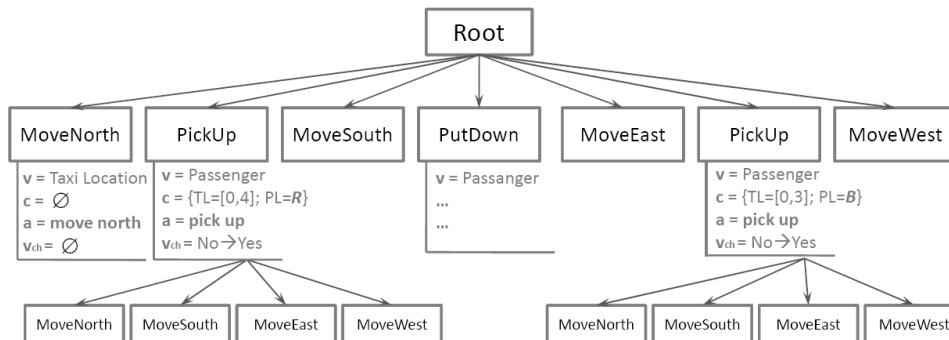 Root
MoveNorth
PickUp
MoveSouth
PutDown
MoveEast
PickUp
MoveWest
v = Taxi Location
c = ∅
a = move north
vch = ∅
v = Passenger
c = {TL=[0,4]; PL=R}
a = pick up
vch = No→Yes
v = Passanger
...
...
v = Passenger
c = {TL=[0,3]; PL=B}
a = pick up
vch = No→Yes
MoveNorth
MoveSouth
MoveEast
MoveWest
MoveNorth
MoveSouth
MoveEast
MoveWest